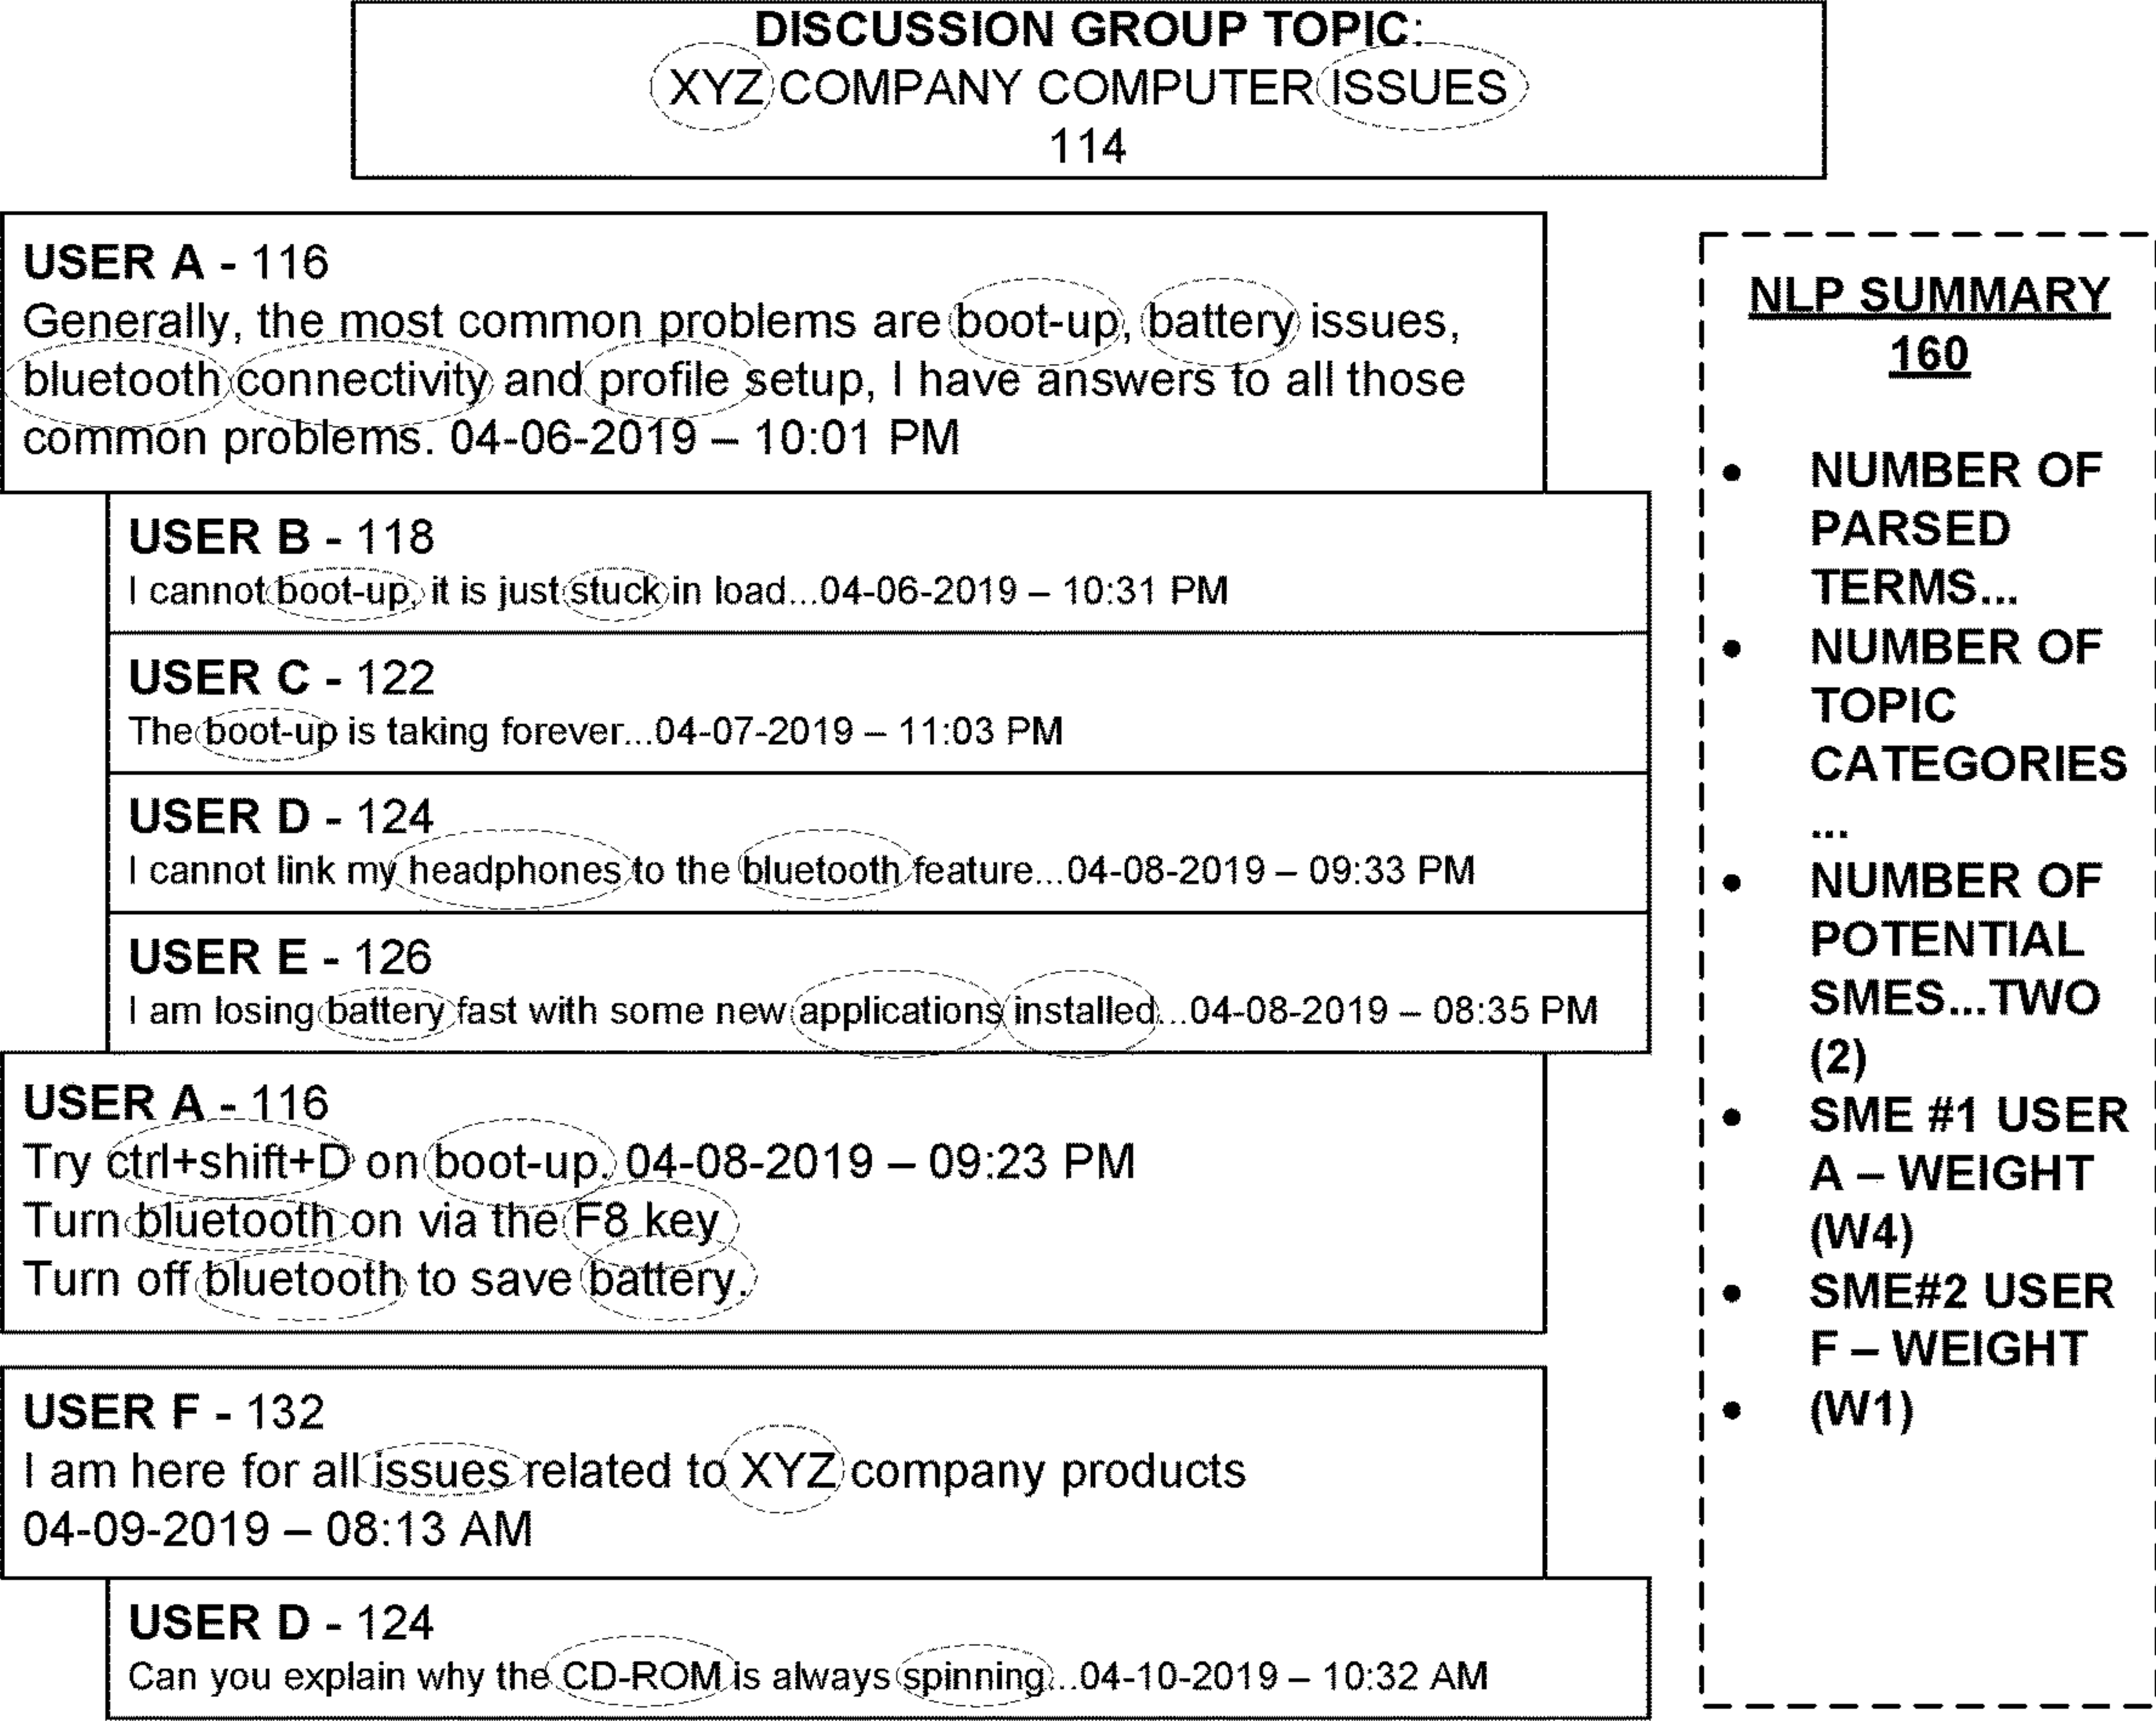 DISCUSSION GROUP TOPIC:
XYZ COMPANY COMPUTER ISSUES
114
USER A - 116
Generally, the most common problems are boot-up, battery issues,
bluetooth connectivity and profile setup, I have answers to all those
common problems. 04-06-2019 – 10:01 PM
USER B - 118
I cannot boot-up, it is just stuck in load...04-06-2019 – 10:31 PM
USER C - 122
The boot-up is taking forever...04-07-2019 – 11:03 PM
USER D - 124
I cannot link my headphones to the bluetooth feature...04-08-2019 – 09:33 PM
USER E - 126
I am losing battery fast with some new applications installed...04-08-2019 – 08:35 PM
USER A - 116
Try ctrl+shift+D on boot-up. 04-08-2019 – 09:23 PM
Turn bluetooth on via the F8 key
Turn off bluetooth to save battery.
USER F - 132
I am here for all issues related to XYZ company products
04-09-2019 – 08:13 AM
USER D - 124
Can you explain why the CD-ROM is always spinning...04-10-2019 – 10:32 AM
NLP SUMMARY
160
• NUMBER OF
PARSED
TERMS...
• NUMBER OF
TOPIC
CATEGORIES
...
• NUMBER OF
POTENTIAL
SMES...TWO
(2)
• SME #1 USER
A – WEIGHT
(W4)
• SME#2 USER
F – WEIGHT
• (W1)